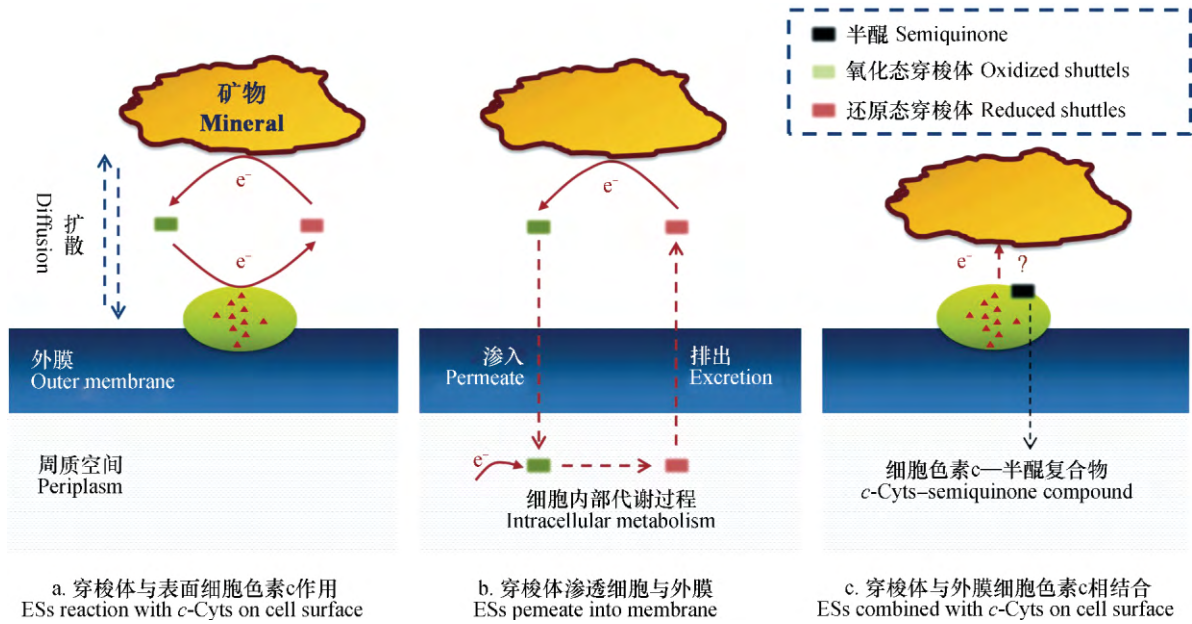 半醌 Semiquinone
氧化态穿梭体 Oxidized shuttels
还原态穿梭体 Reduced shuttles
矿物
Mineral
扩散
Diffusion
e⁻
e⁻
外膜
Outer membrane
周质空间
Periplasm
a. 穿梭体与表面细胞色素c作用
ESs reaction with c-Cyts on cell surface
e⁻
渗入
Permeate
排出
Excretion
e⁻
细胞内部代谢过程
Intracellular metabolism
b. 穿梭体渗透细胞与外膜
ESs pemeate into membrane
e⁻ ?
细胞色素c—半醌复合物
c-Cyts–semiquinone compound
c. 穿梭体与外膜细胞色素c相结合
ESs combined with c-Cyts on cell surface